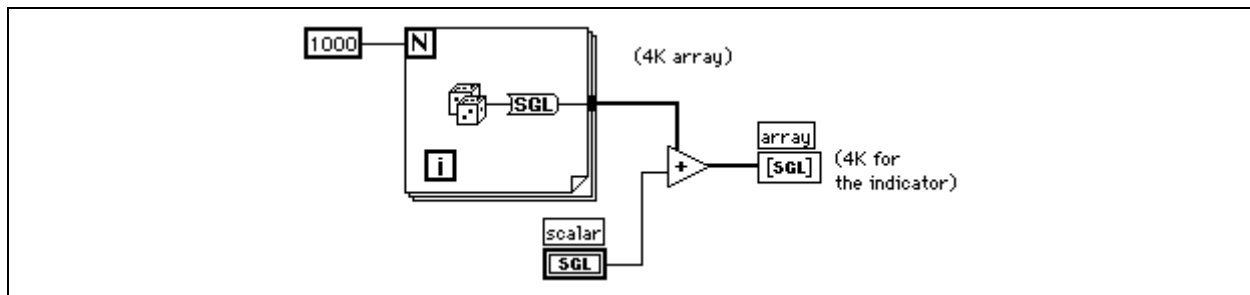 1000
N
(4K array)
SGL
array
[SGL]
(4K for
the indicator)
+
i
scalar
SGL